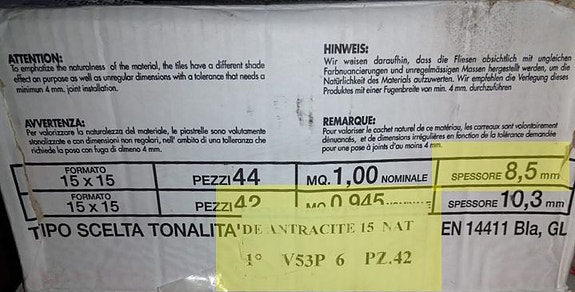 ATTENTION:
To emphatize the naturalness of the material, the tiles have a different shade
effect on purpose as well as unregular dimensions with a tolerance that needs a
minimun 4 mm. joint installation.
HINWEIS:
Wir weisen daraufhin, dass die Fliesen absichtlich mit ungleichen
Farbnuancierungen und unregelmässigen Massen hergestellt werden, um die
Natürlichkeit des Materials aufzuwerten. Wir empfehlen die Verlegung dieses
Produktes mit einer Fugenbreite von min. 4 mm. durchzuführen
AVVERTENZA:
Per valorizzare la naturalezza del materiale, le piastrelle sono volutamente
stonalizzate e con dimensioni non regolari, nell' ambito di una tolleranza che
richiede la posa con fuga di almeno 4 mm.
REMARQUE:
Pour valoriser le cachet naturel de ce matériau, les carreaux sont volontairement
dénuancés, et de dimensions irrégulières en fonction de la tolérance demandée
pour une pose à joints d'au moins 4 mm.
FORMATO
15 x 15 PEZZI 44 MQ. 1,00 NOMINALE SPESSORE 8,5 mm
FORMATO
15 x 15 PEZZI 42 MQ 0,945 NOMINALE SPESSORE 10,3 mm
TIPO SCELTA TONALITA' DE ANTRACITE 15 NAT EN 14411 BIa, GL
1° V53P 6 PZ.42